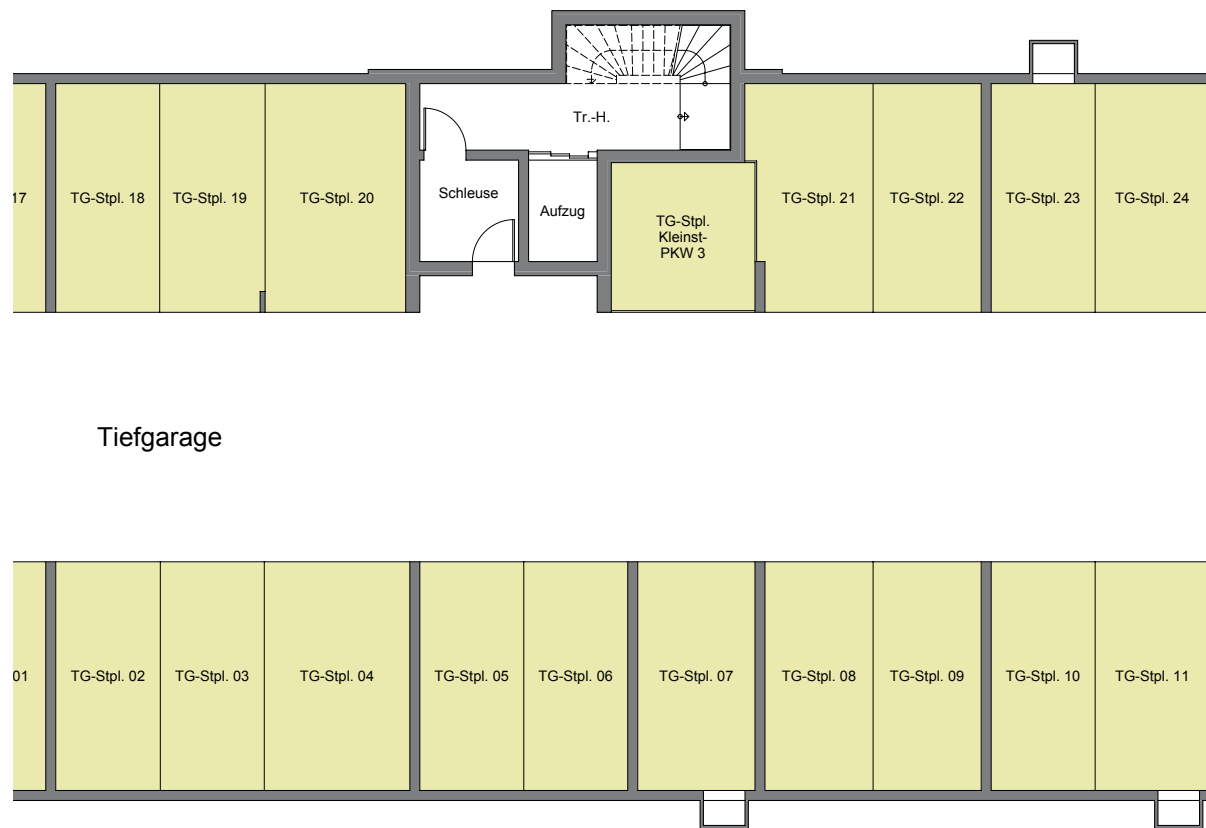 Tr.-H.
17
TG-Stpl. 18
TG-Stpl. 19
TG-Stpl. 20
Schleuse
Aufzug
TG-Stpl.
Kleinst-
PKW 3
TG-Stpl. 21
TG-Stpl. 22
TG-Stpl. 23
TG-Stpl. 24
Tiefgarage
01
TG-Stpl. 02
TG-Stpl. 03
TG-Stpl. 04
TG-Stpl. 05
TG-Stpl. 06
TG-Stpl. 07
TG-Stpl. 08
TG-Stpl. 09
TG-Stpl. 10
TG-Stpl. 11